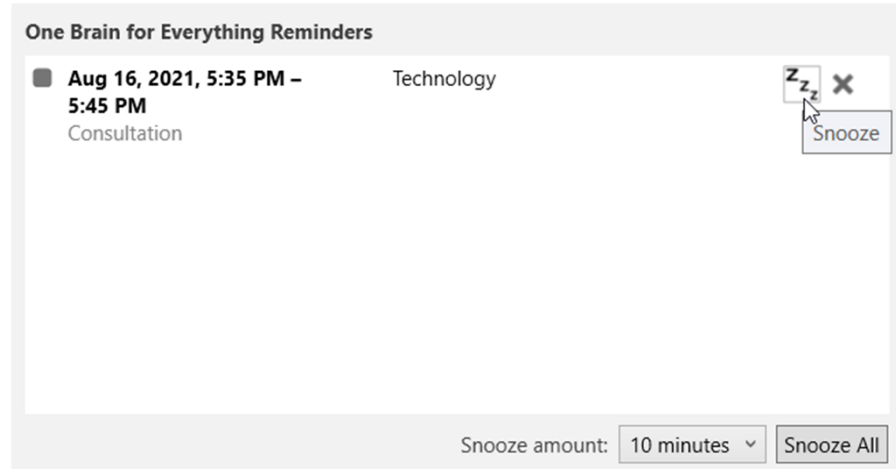 One Brain for Everything Reminders
Aug 16, 2021, 5:35 PM –
5:45 PM
Technology
Consultation
z z z
Snooze
Snooze amount: 10 minutes Snooze All